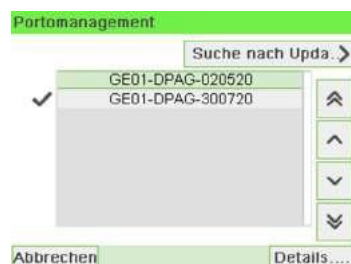 Portomanagement
Suche nach Upda..
GE01-DPAG-020520
GE01-DPAG-300720
Abbrechen
Details....